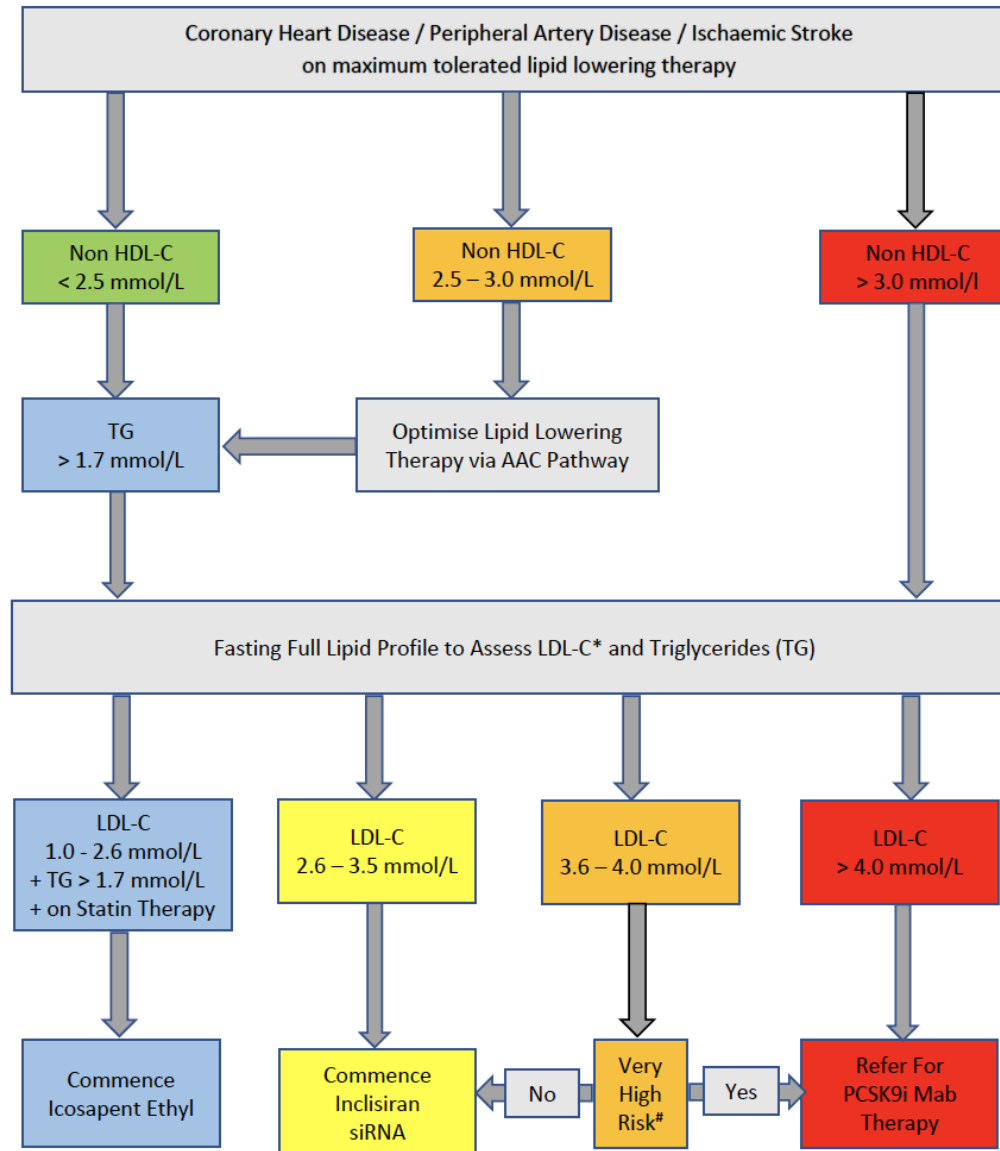 Coronary Heart Disease / Peripheral Artery Disease / Ischaemic Stroke
on maximum tolerated lipid lowering therapy
Non HDL-C
< 2.5 mmol/L
Non HDL-C
2.5 – 3.0 mmol/L
Non HDL-C
> 3.0 mmol/l
TG
> 1.7 mmol/L
Optimise Lipid Lowering
Therapy via AAC Pathway
Fasting Full Lipid Profile to Assess LDL-C* and Triglycerides (TG)
LDL-C
1.0 - 2.6 mmol/L
+ TG > 1.7 mmol/L
+ on Statin Therapy
LDL-C
2.6 – 3.5 mmol/L
LDL-C
3.6 – 4.0 mmol/L
LDL-C
> 4.0 mmol/L
Commence
Icosapent Ethyl
Commence
Inclisiran
siRNA
No
Very
High
Risk#
Yes
Refer For
PCSK9i Mab
Therapy